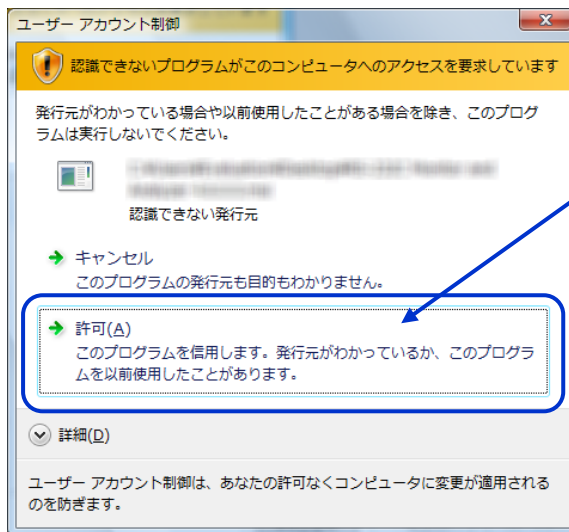 ユーザー アカウント制御
認識できないプログラムがこのコンピュータへのアクセスを要求しています
発行元がわかっている場合や以前使用したことがある場合を除き、このプログ
ラムは実行しないでください。
認識できない発行元
キャンセル
このプログラムの発行元も目的もわかりません。
許可(A)
このプログラムを信用します。発行元がわかっているか、このプログラ
ムを以前使用したことがあります。
詳細(D)
ユーザー アカウント制御は、あなたの許可なくコンピュータに変更が適用される
のを防ぎます。